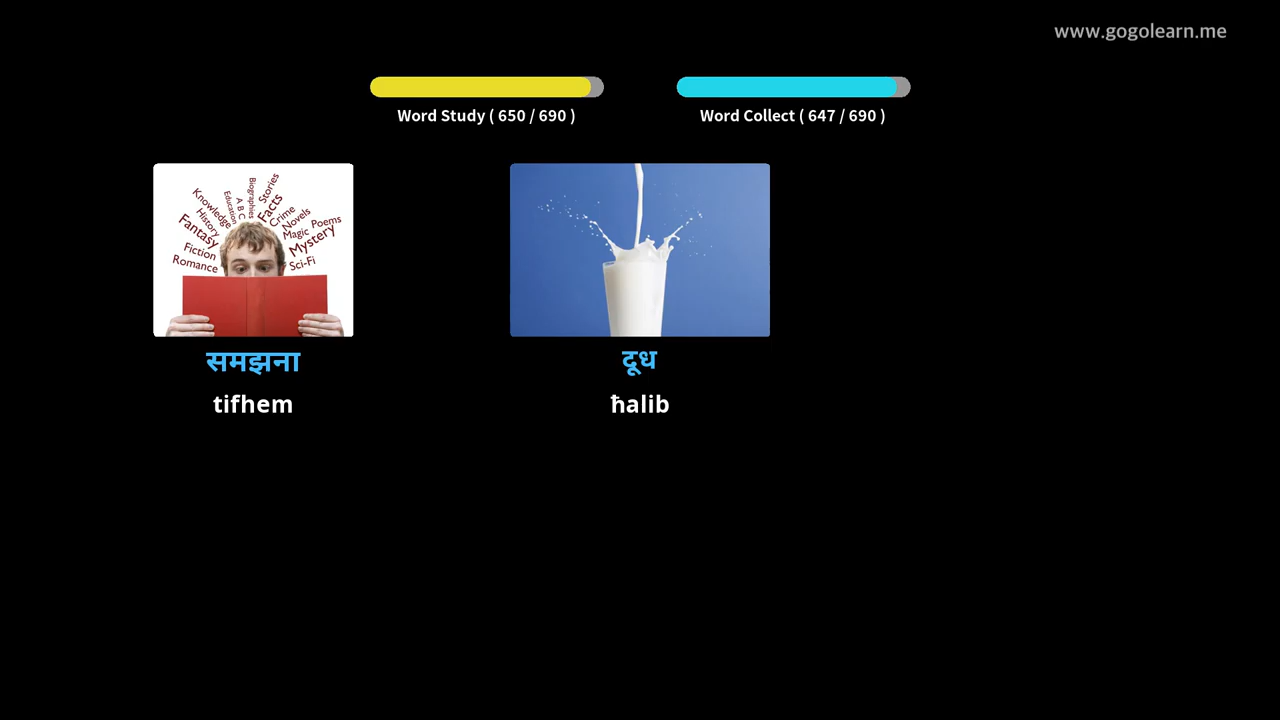 www.gogolearn.me
Word Study ( 650 / 690 )
Word Collect ( 647 / 690 )
Knowledge
History
Fantasy
Fiction
Romance
Education
A B C
Biographies
Stories
Facts
Crime
Novels
Magic
Poems
Mystery
Sci-Fi
समझना
दूध
tifhem
ħalib